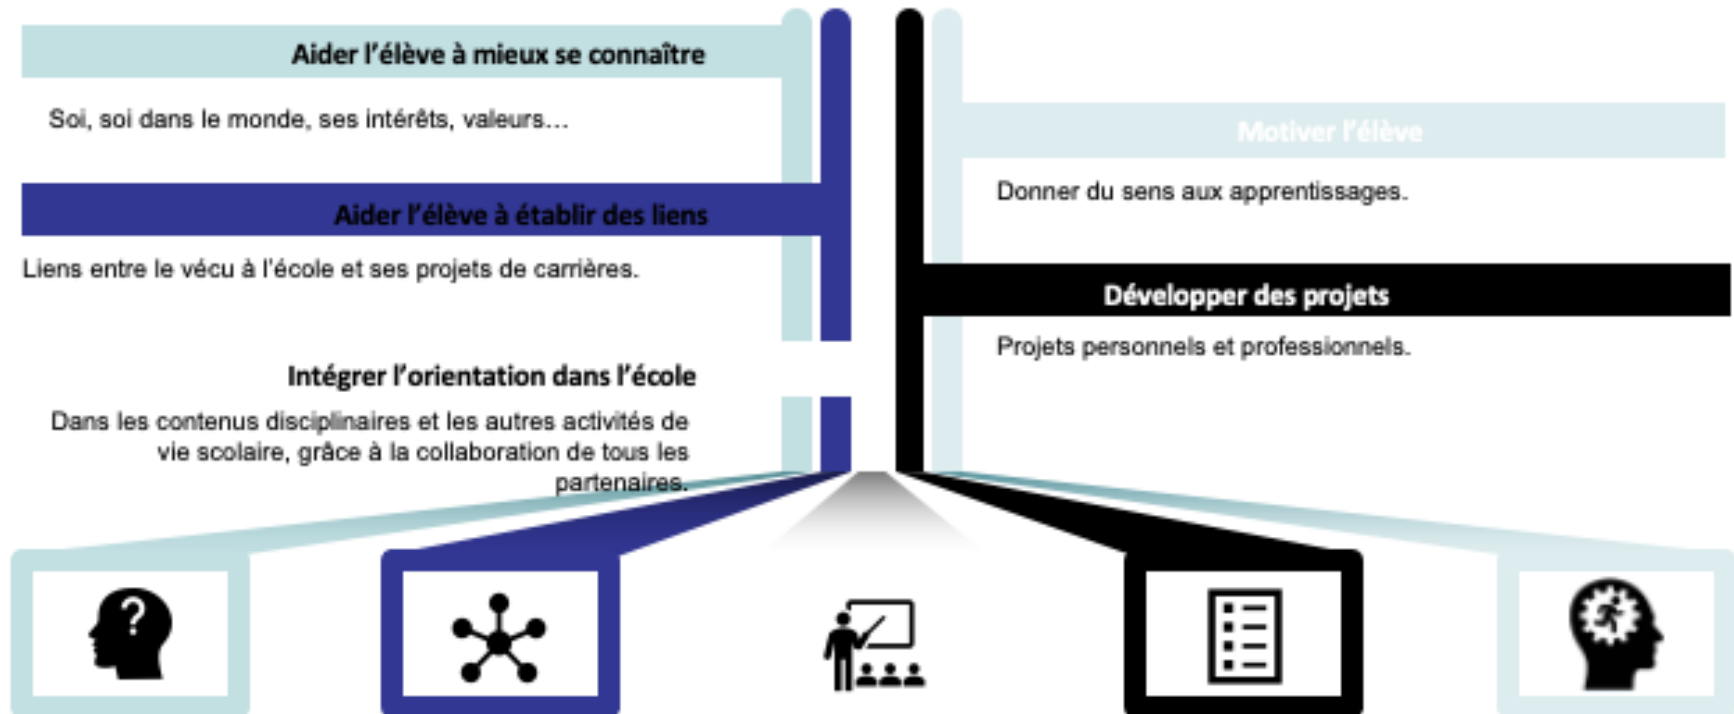 Aider l'élève à mieux se connaître
Soi, soi dans le monde, ses intérêts, valeurs…
Aider l'élève à établir des liens
Liens entre le vécu à l'école et ses projets de carrières.
Intégrer l'orientation dans l'école
Dans les contenus disciplinaires et les autres activités de
vie scolaire, grâce à la collaboration de tous les
partenaires.
Motiver l'élève
Donner du sens aux apprentissages.
Développer des projets
Projets personnels et professionnels.
?